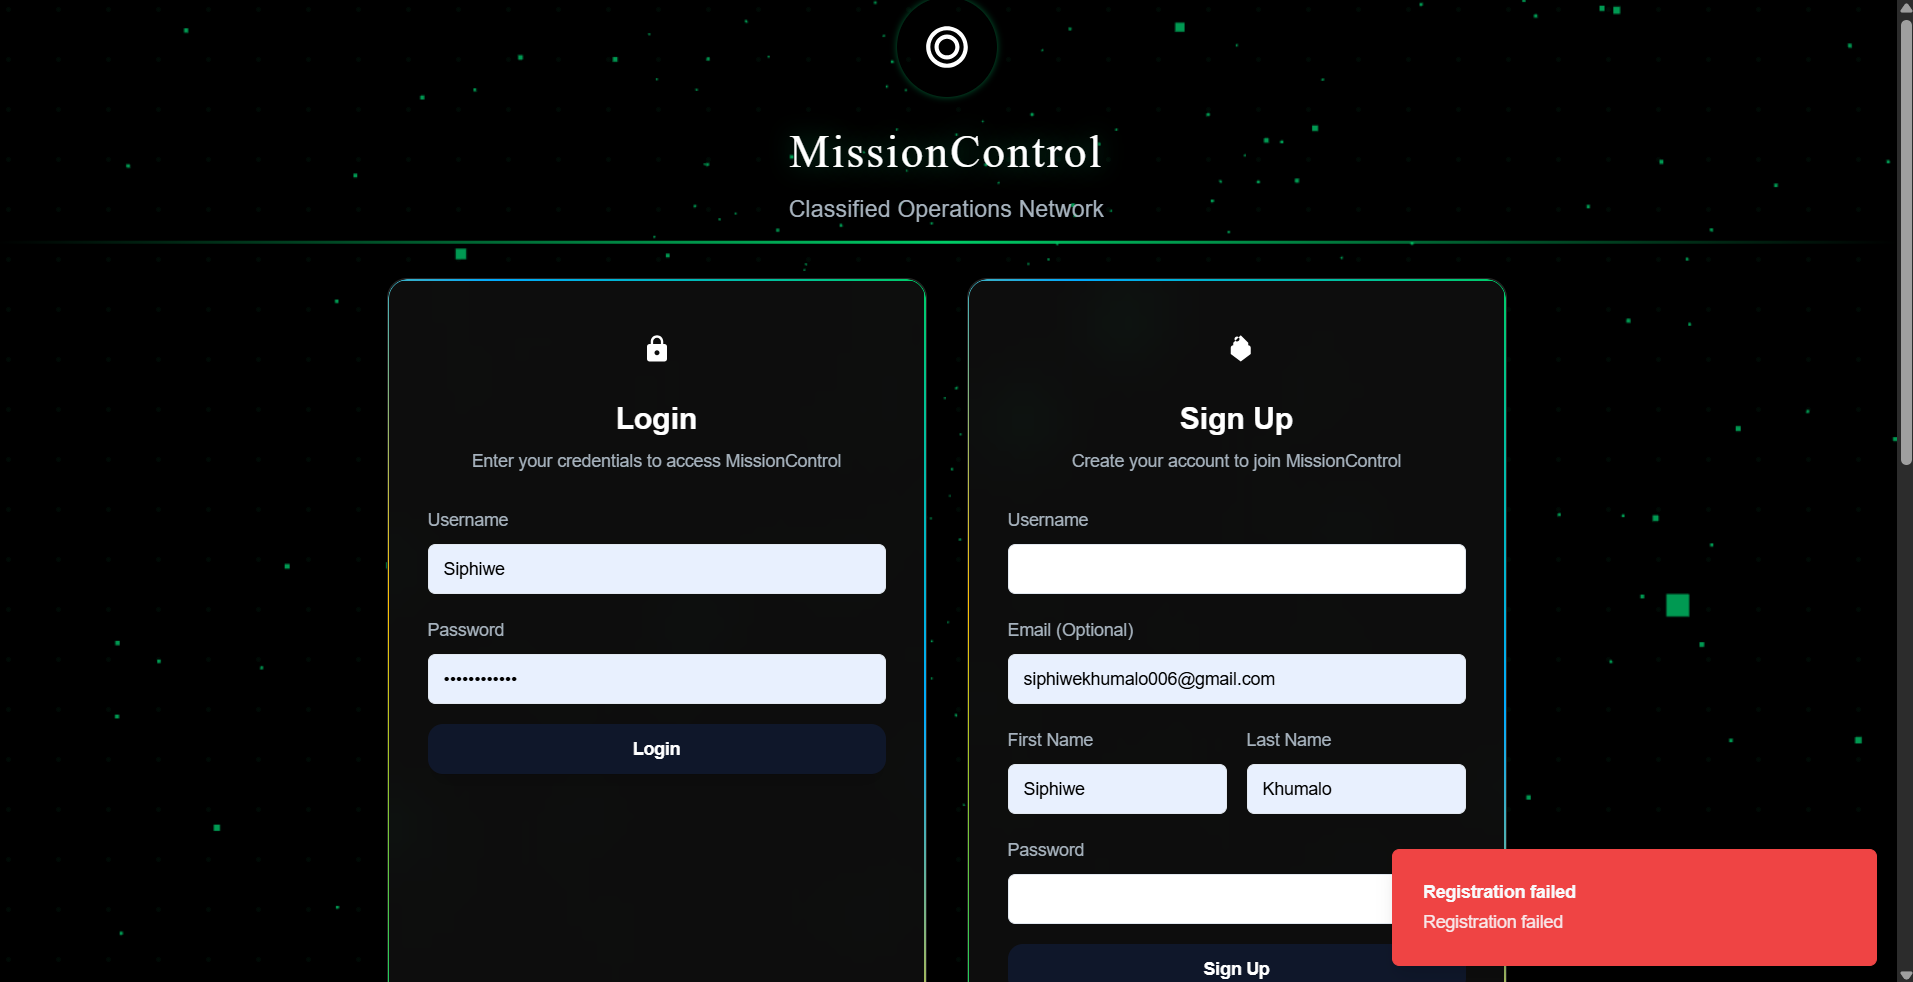 MissionControl
Classified Operations Network
Login
Enter your credentials to access MissionControl
Username
Siphiwe
Password
••••••••••••
Login
Sign Up
Create your account to join MissionControl
Username
Email (Optional)
siphiwekhumalo006@gmail.com
First Name
Last Name
Siphiwe
Khumalo
Password
Sign Up
Registration failed
Registration failed